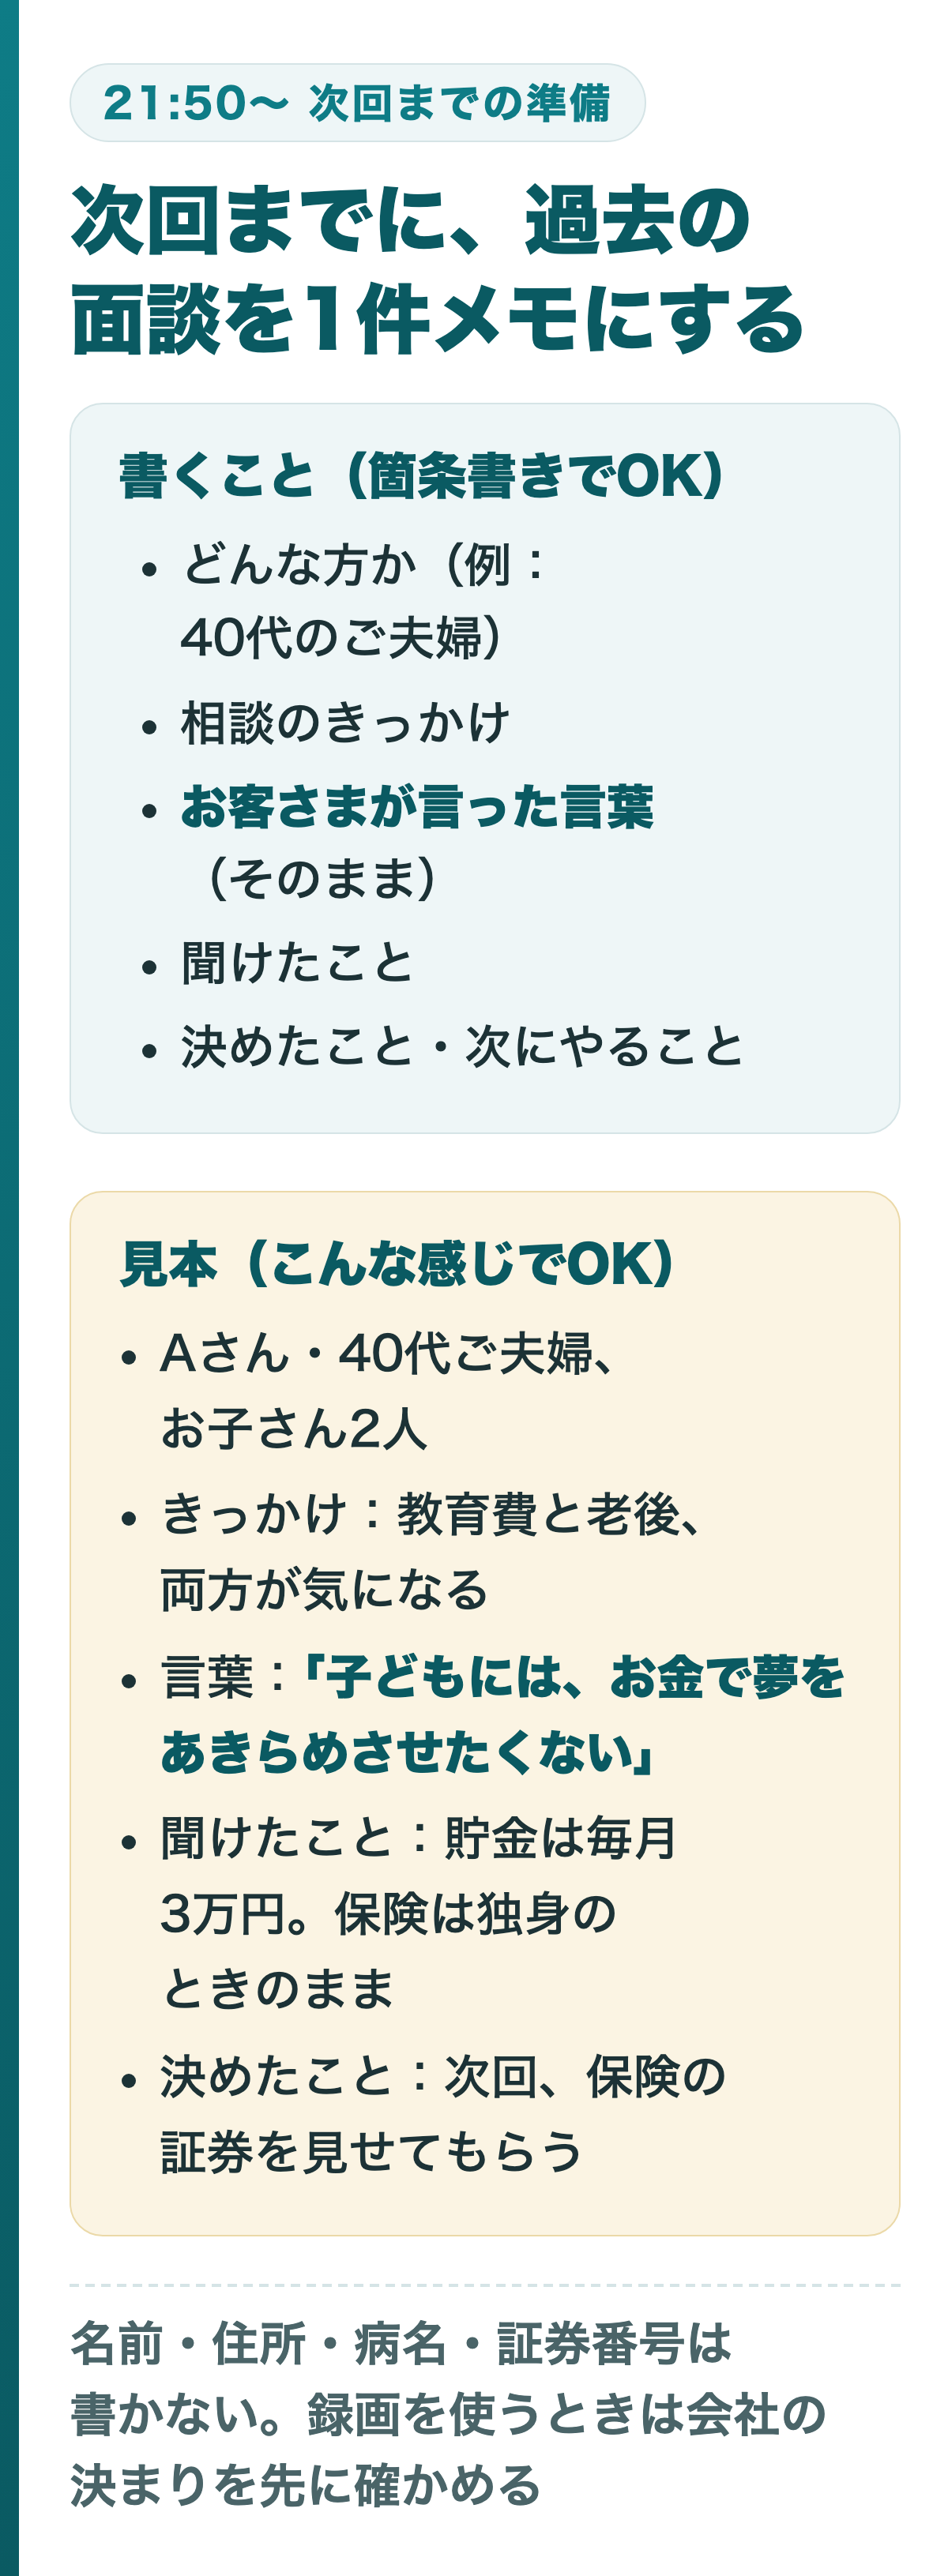 21:50〜 次回までの準備
次回までに、過去の
面談を1件メモにする
書くこと（箇条書きでOK）
• どんな方か（例：
40代のご夫婦）
• 相談のきっかけ
• お客さまが言った言葉
（そのまま）
• 聞けたこと
• 決めたこと・次にやること
見本（こんな感じでOK）
• Aさん・40代ご夫婦、
お子さん2人
• きっかけ：教育費と老後、
両方が気になる
• 言葉：「子どもには、お金で夢を
あきらめさせたくない」
• 聞けたこと：貯金は毎月
3万円。保険は独身の
ときのまま
• 決めたこと：次回、保険の
証券を見せてもらう
名前・住所・病名・証券番号は
書かない。録画を使うときは会社の
決まりを先に確かめる